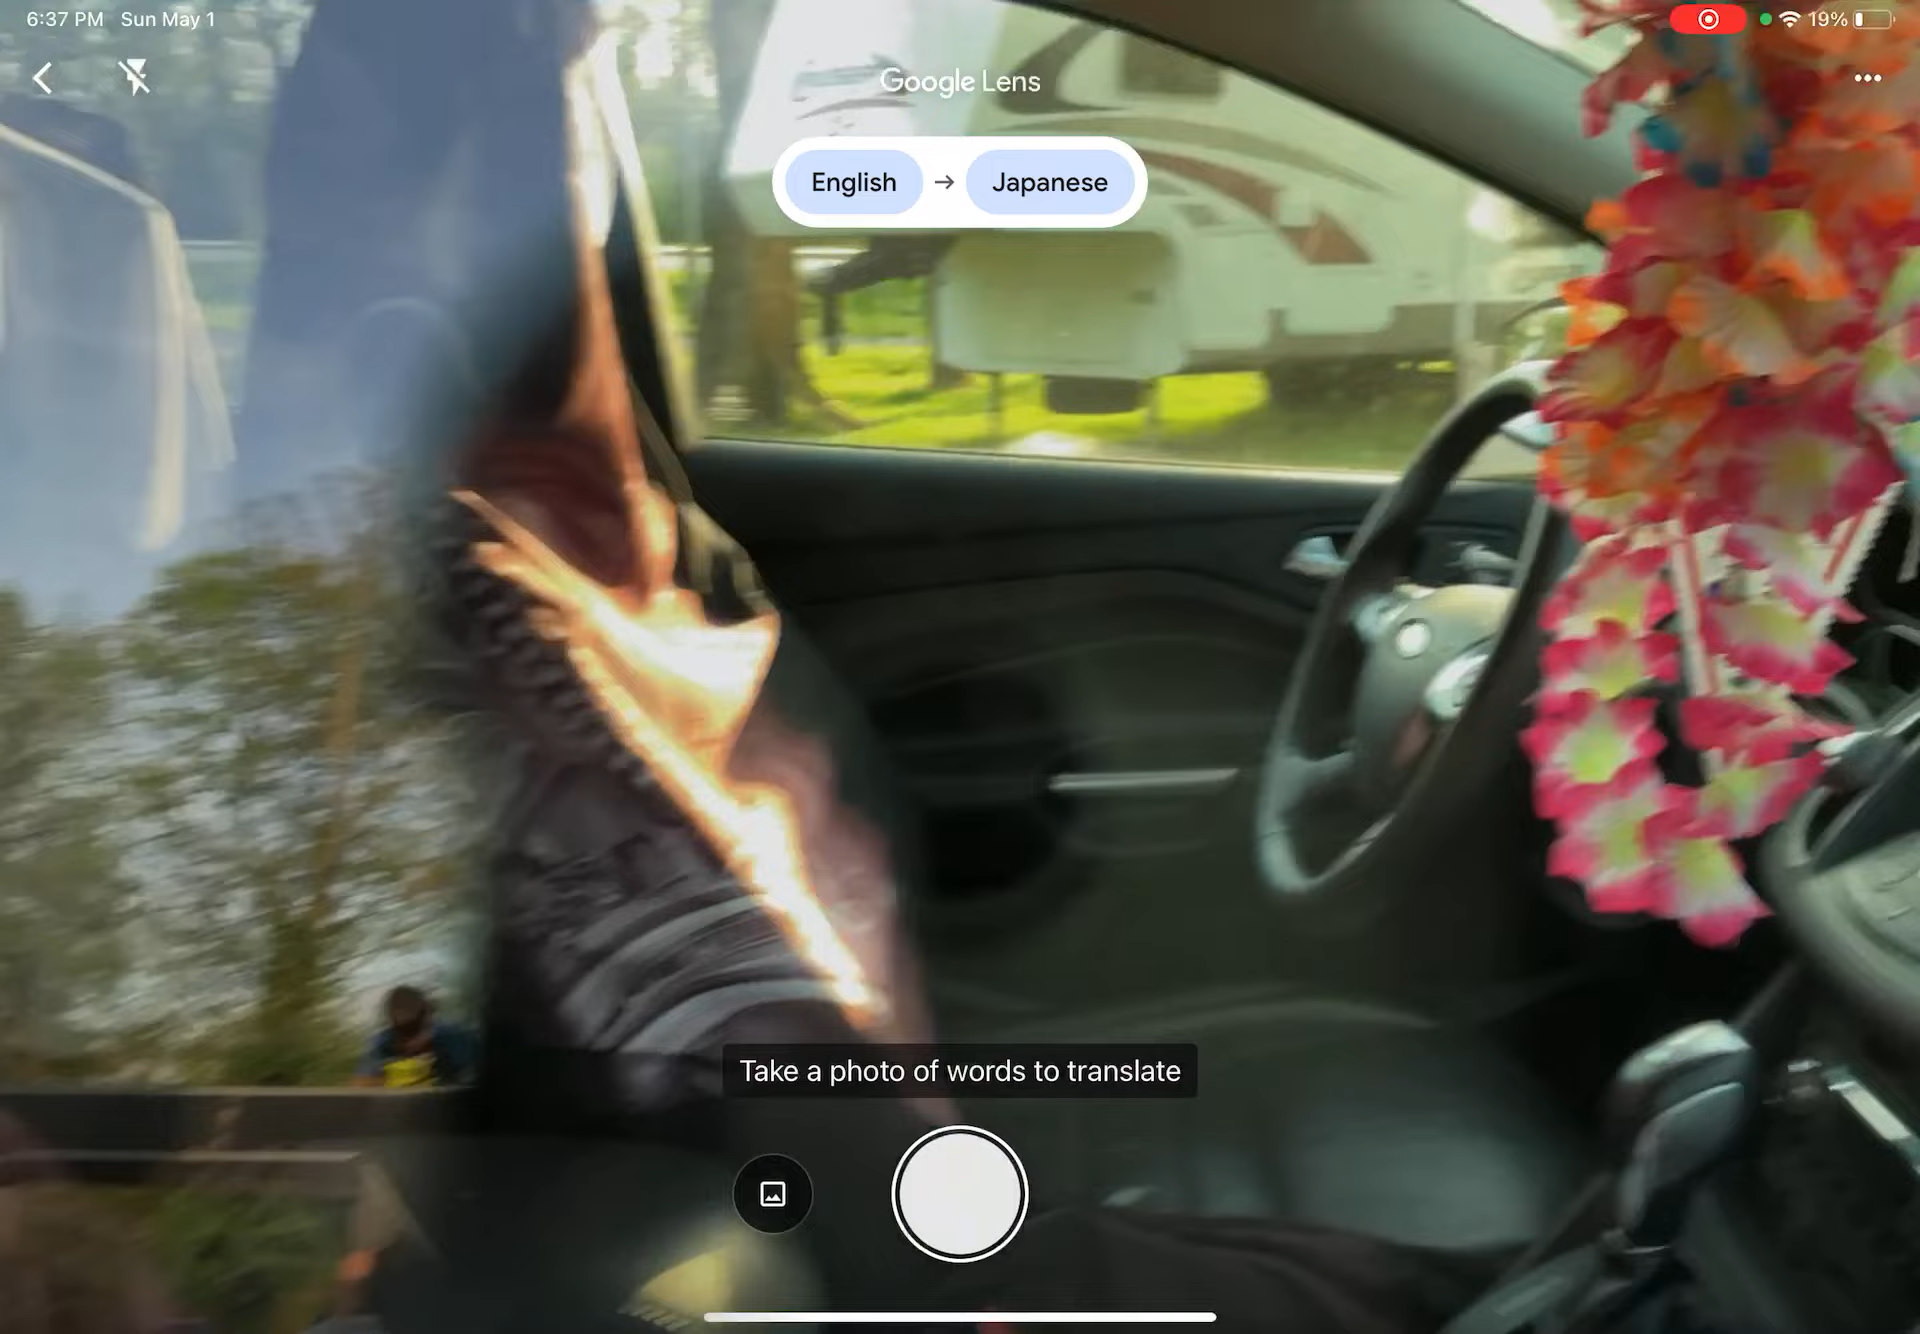 6:37 PM Sun May 1
19%
Google Lens
English → Japanese
Take a photo of words to translate